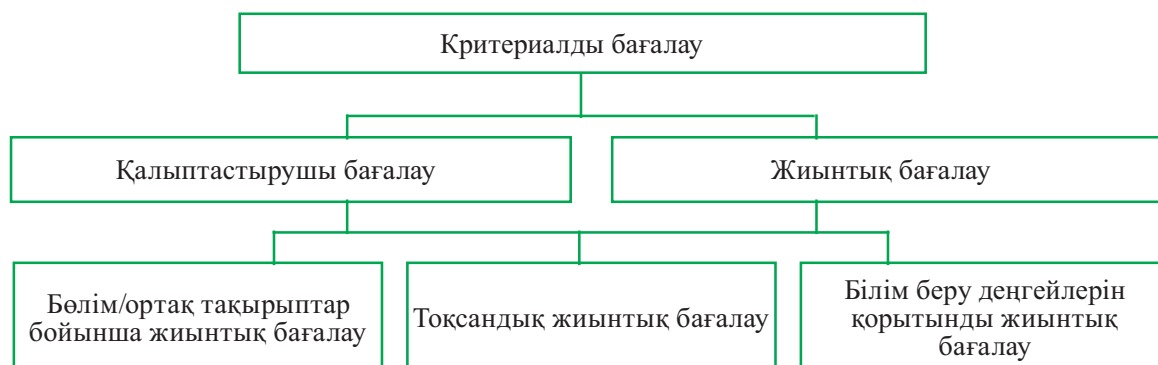 Критериалды бағалау
Қалыптастырушы бағалау
Жиынтық бағалау
Бөлім/ортақ тақырыптар
бойынша жиынтық бағалау
Тоқсандық жиынтық бағалау
Білім беру деңгейлерін
қорытынды жиынтық
бағалау